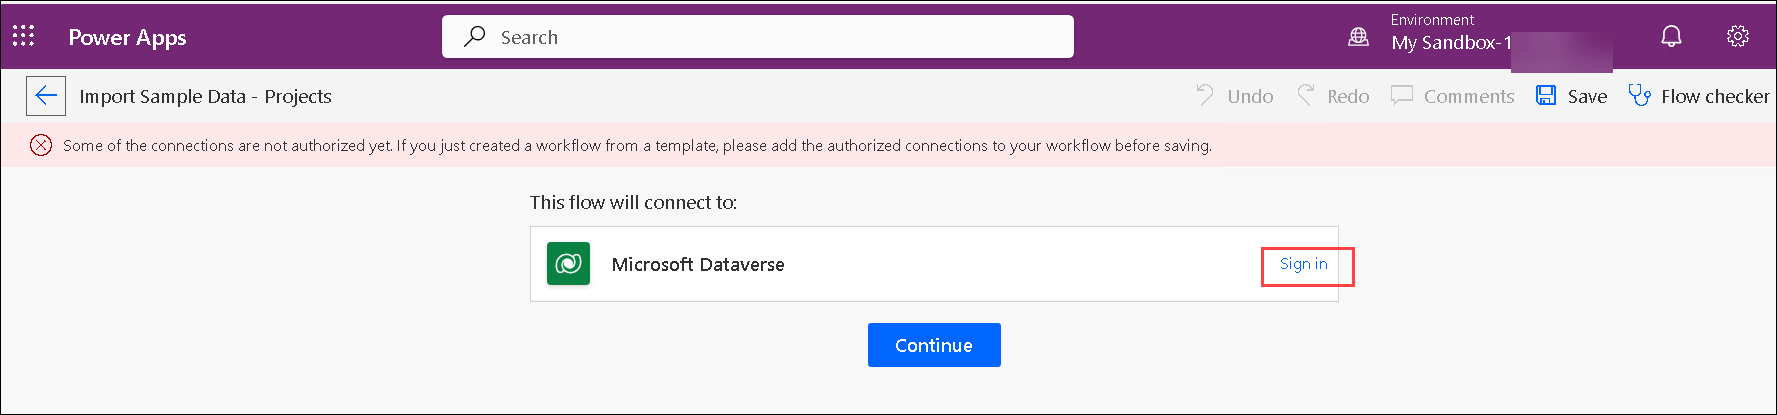 Power Apps
Search
Environment
My Sandbox-1
Import Sample Data - Projects
Undo
Redo
Comments
Save
Flow checker
Some of the connections are not authorized yet. If you just created a workflow from a template, please add the authorized connections to your workflow before saving.
This flow will connect to:
Microsoft Dataverse
Sign in
Continue